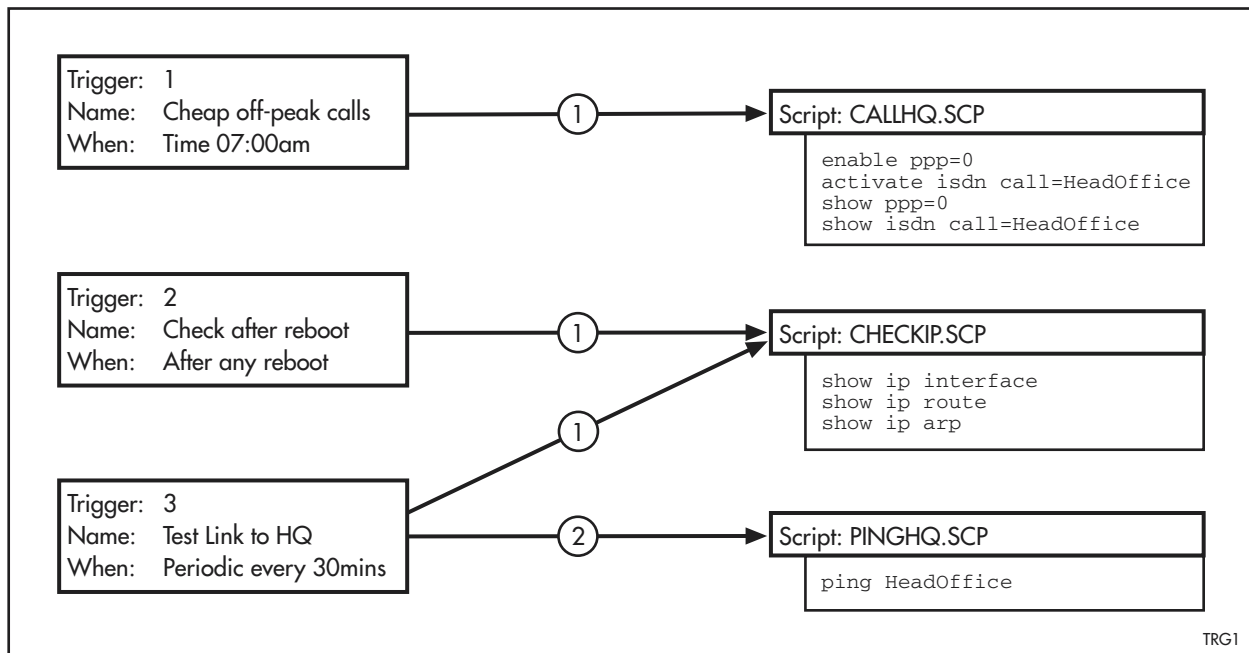 Trigger: 1
Name: Cheap off-peak calls
When: Time 07:00am
1
Script: CALLHQ.SCP
enable ppp=0
activate isdn call=HeadOffice
show ppp=0
show isdn call=HeadOffice
Trigger: 2
Name: Check after reboot
When: After any reboot
1
Script: CHECKIP.SCP
show ip interface
show ip route
show ip arp
1
Trigger: 3
Name: Test Link to HQ
When: Periodic every 30mins
2
Script: PINGHQ.SCP
ping HeadOffice
TRG1